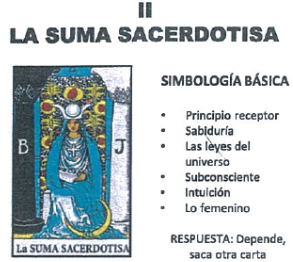 II
LA SUMA SACERDOTISA
B
J
La SUMA SACERDOTISA
SIMBOLOGÍA BÁSICA
• Principio receptor
• Sabiduría
• Las lèyes del
universo
• Subconsciente
• Intuición
• Lo femenino
RESPUESTA: Depende,
saca otra carta